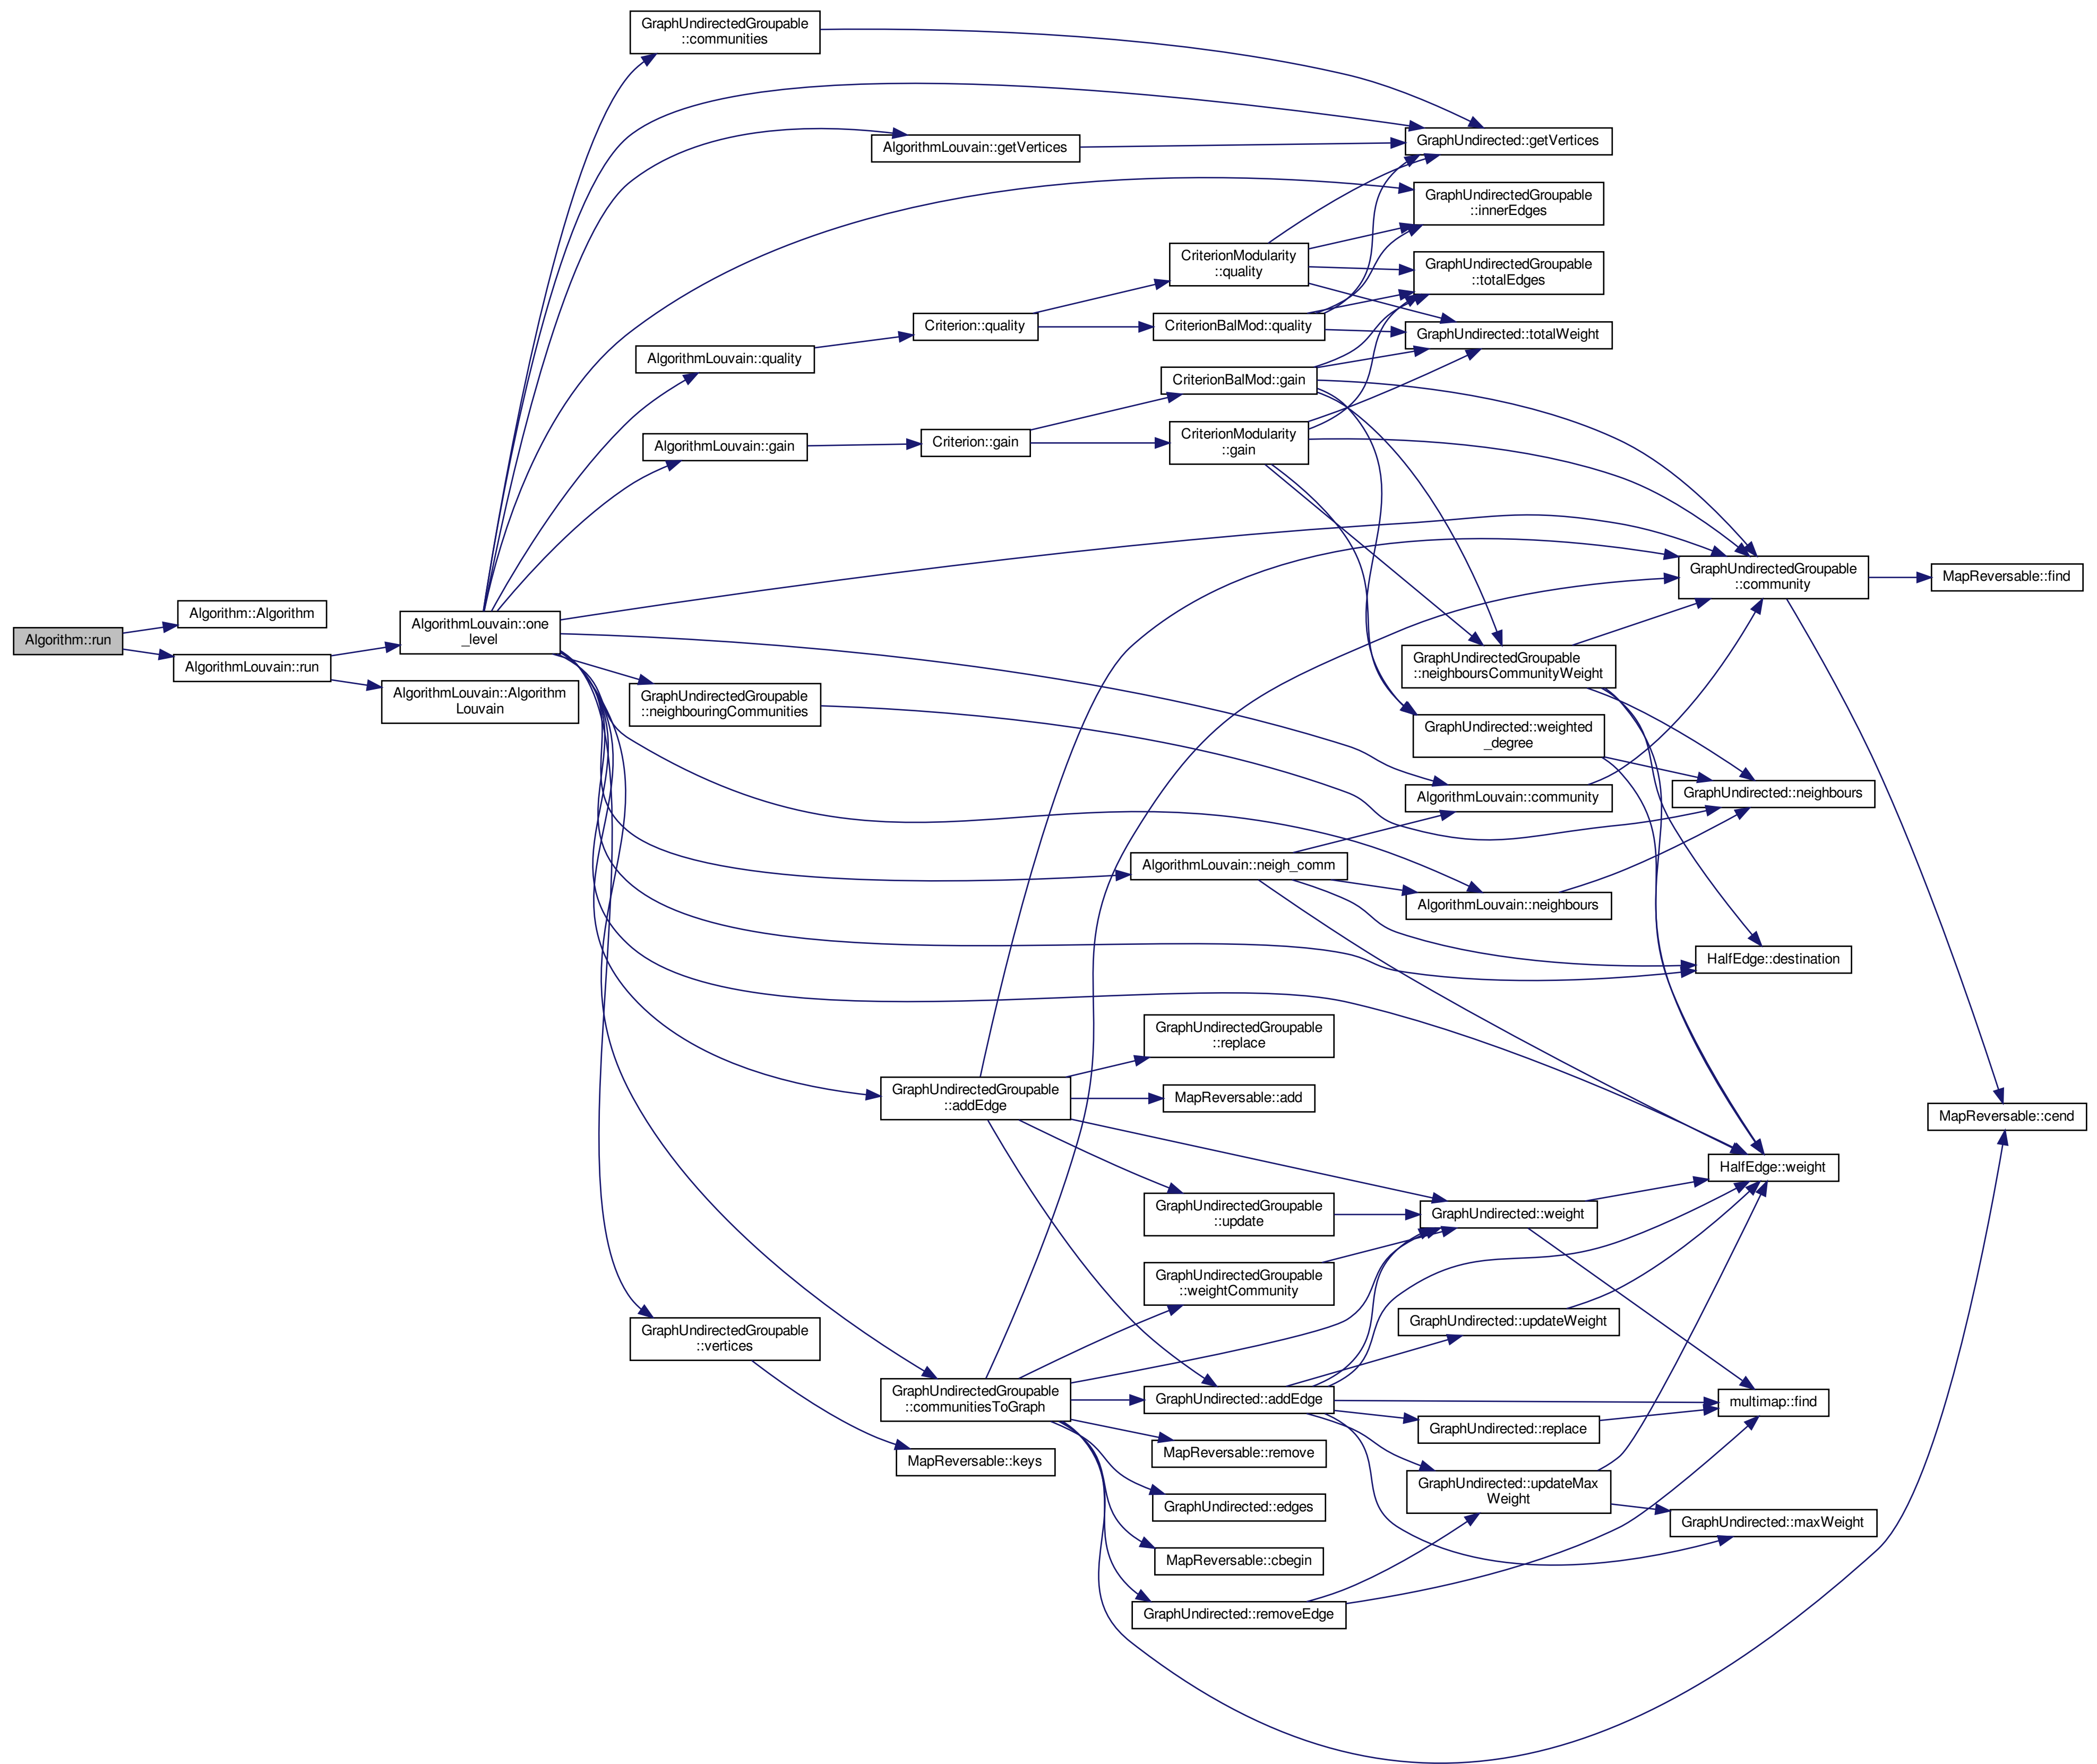 GraphUndirectedGroupable
::communities
GraphUndirected::getVertices
AlgorithmLouvain::getVertices
GraphUndirectedGroupable
::innerEdges
CriterionModularity
::quality
GraphUndirectedGroupable
::totalEdges
Criterion::quality
CriterionBalMod::quality
GraphUndirected::totalWeight
AlgorithmLouvain::quality
CriterionBalMod::gain
AlgorithmLouvain::gain
Criterion::gain
CriterionModularity
::gain
GraphUndirectedGroupable
::community
MapReversable::find
Algorithm::Algorithm
Algorithm::run
AlgorithmLouvain::one
_level
AlgorithmLouvain::run
GraphUndirectedGroupable
::neighboursCommunityWeight
AlgorithmLouvain::Algorithm
Louvain
GraphUndirectedGroupable
::neighbouringCommunities
GraphUndirected::weighted
_degree
GraphUndirected::neighbours
AlgorithmLouvain::community
AlgorithmLouvain::neigh_comm
AlgorithmLouvain::neighbours
HalfEdge::destination
GraphUndirectedGroupable
::replace
GraphUndirectedGroupable
::addEdge
MapReversable::add
MapReversable::cend
HalfEdge::weight
GraphUndirectedGroupable
::update
GraphUndirected::weight
GraphUndirectedGroupable
::weightCommunity
GraphUndirected::updateWeight
GraphUndirectedGroupable
::vertices
GraphUndirectedGroupable
::communitiesToGraph
GraphUndirected::addEdge
multimap::find
GraphUndirected::replace
MapReversable::remove
MapReversable::keys
GraphUndirected::updateMax
Weight
GraphUndirected::edges
GraphUndirected::maxWeight
MapReversable::cbegin
GraphUndirected::removeEdge